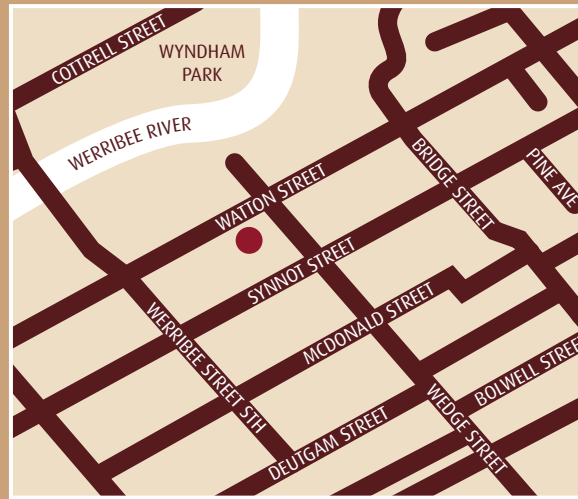 COTTRELL STREET
WYNDHAM
PARK
WERRIBEE RIVER
WATTON STREET
BRIDGE STREET
PINE AVE
SYNNOT STREET
MCDONALD STREET
WERRIBEE STREET STH
DEUTGAM STREET
WEDGE STREET
BOLWELL STREET